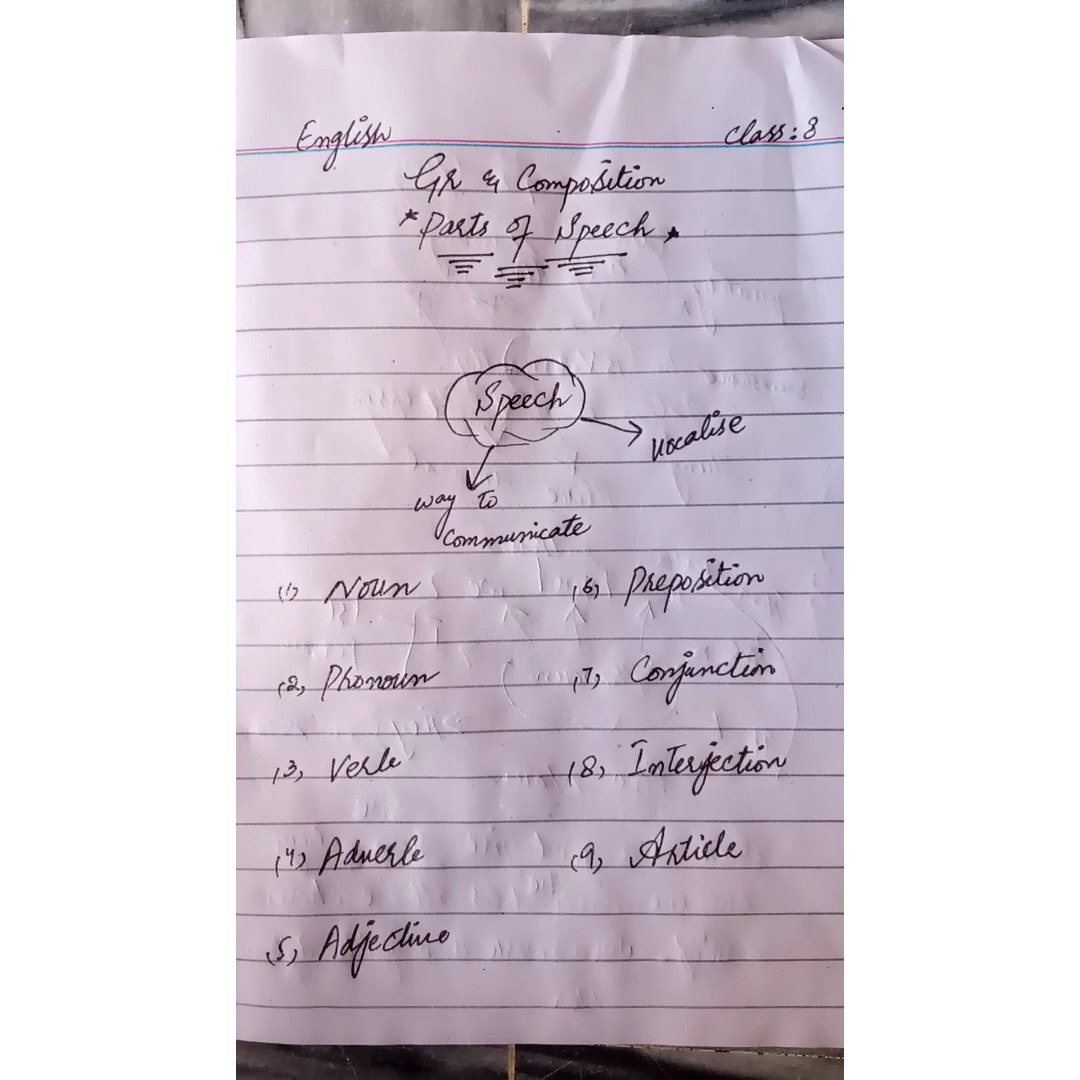 English Class: 8
Gr & Composition
* Parts of Speech *
Speech
vocalise
way to
communicate
(1) Noun (6) Preposition
(2) Pronoun (7) Conjunction
(3) Verb (8) Interjection
(4) Adverb (9) Article
(5) Adjective